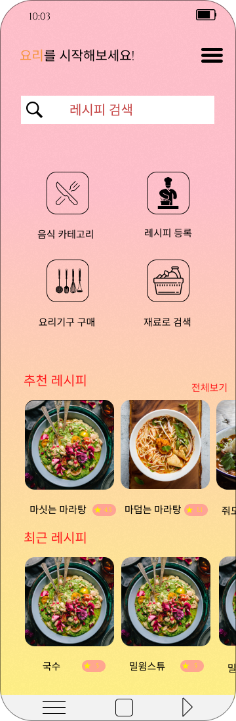 10:03
요리를 시작해보세요!
레시피 검색
음식 카테고리 레시피 등록
요리기구 구매 재료로 검색
추천 레시피
전체보기
마싯는 마라탕 마덥는 마라탕
최근 레시피
국수 밀웜스튜